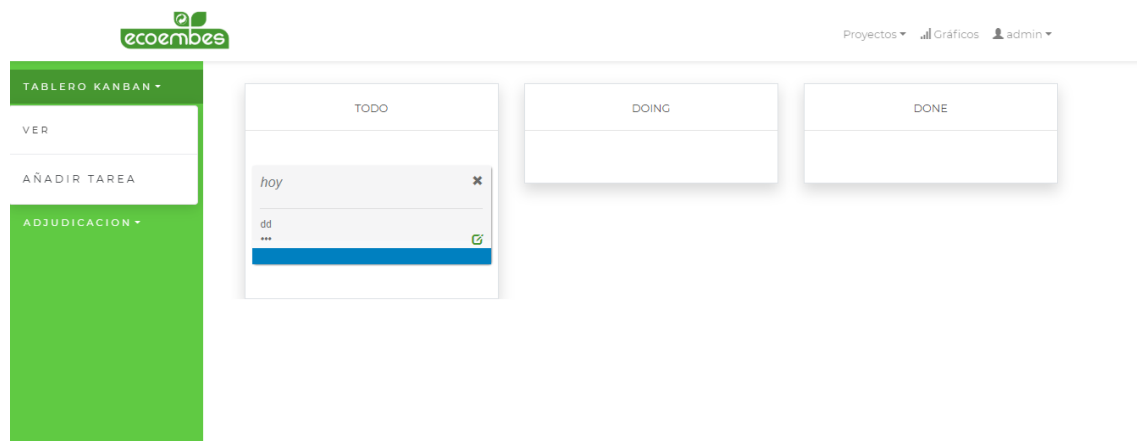 ecoembes
Proyectos
Gráficos
admin
TABLERO KANBAN
VER
AÑADIR TAREA
ADJUDICACION
TODO
DOING
DONE
hoy
dd